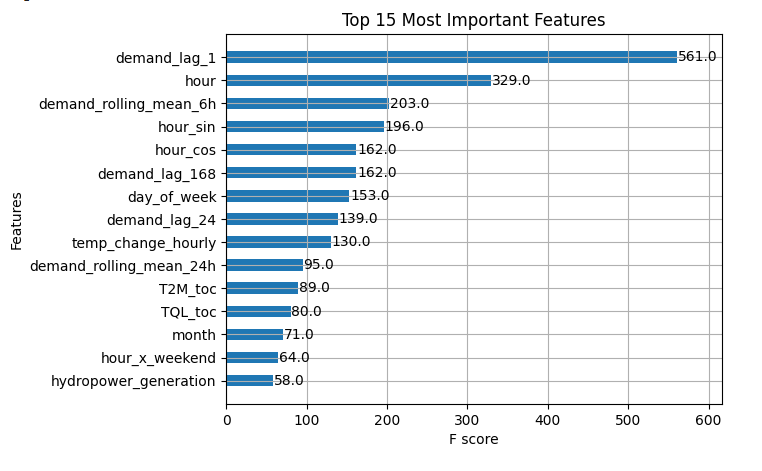 Top 15 Most Important Features
Features
demand_lag_1 561.0
hour 329.0
demand_rolling_mean_6h 203.0
hour_sin 196.0
hour_cos 162.0
demand_lag_168 162.0
day_of_week 153.0
demand_lag_24 139.0
temp_change_hourly 130.0
demand_rolling_mean_24h 95.0
T2M_toc 89.0
TQL_toc 80.0
month 71.0
hour_x_weekend 64.0
hydropower_generation 58.0
0 100 200 300 400 500 600
F score